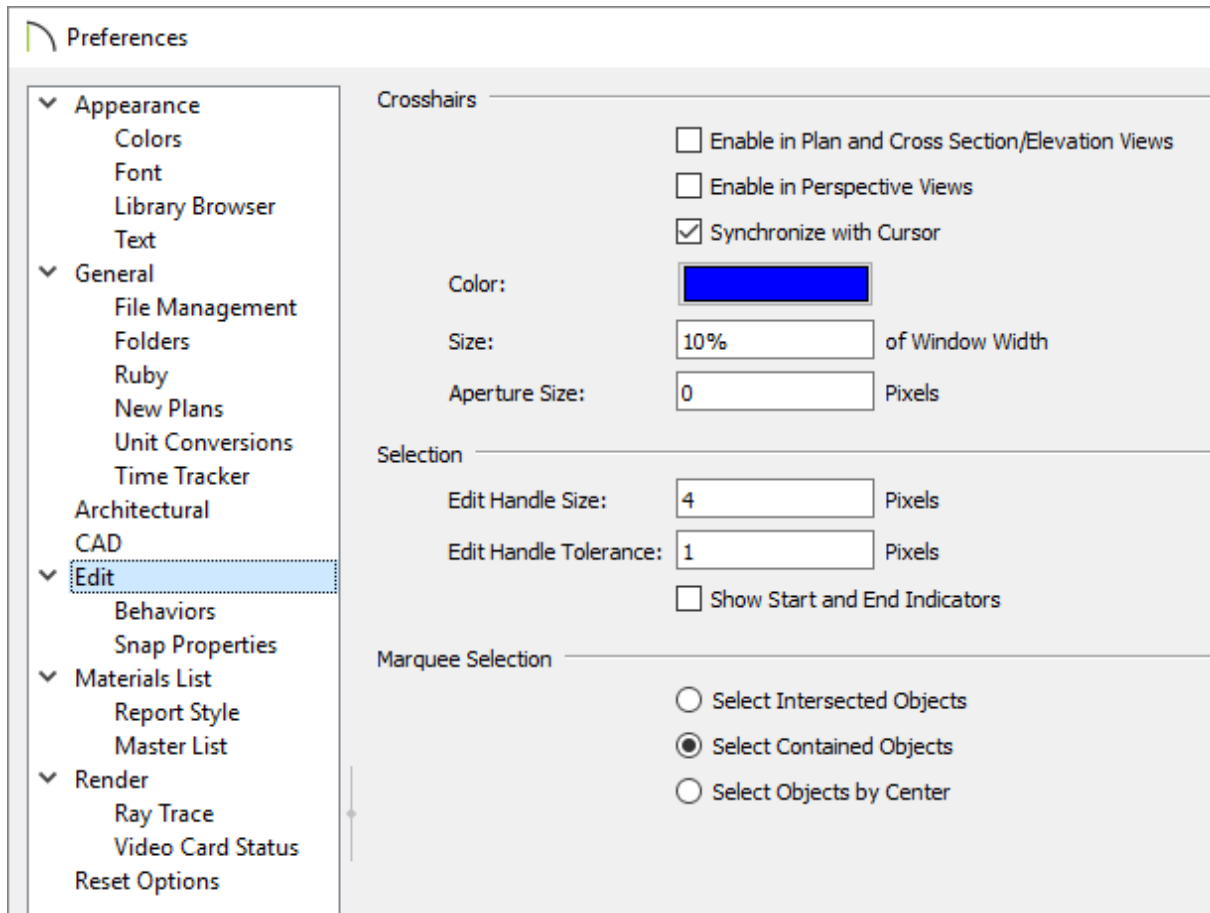 Preferences
Appearance
Colors
Font
Library Browser
Text
General
File Management
Folders
Ruby
New Plans
Unit Conversions
Time Tracker
Architectural
CAD
Edit
Behaviors
Snap Properties
Materials List
Report Style
Master List
Render
Ray Trace
Video Card Status
Reset Options
Crosshairs
Enable in Plan and Cross Section/Elevation Views
Enable in Perspective Views
Synchronize with Cursor
Color:
Size: 10% of Window Width
Aperture Size: 0 Pixels
Selection
Edit Handle Size: 4 Pixels
Edit Handle Tolerance: 1 Pixels
Show Start and End Indicators
Marquee Selection
Select Intersected Objects
Select Contained Objects
Select Objects by Center